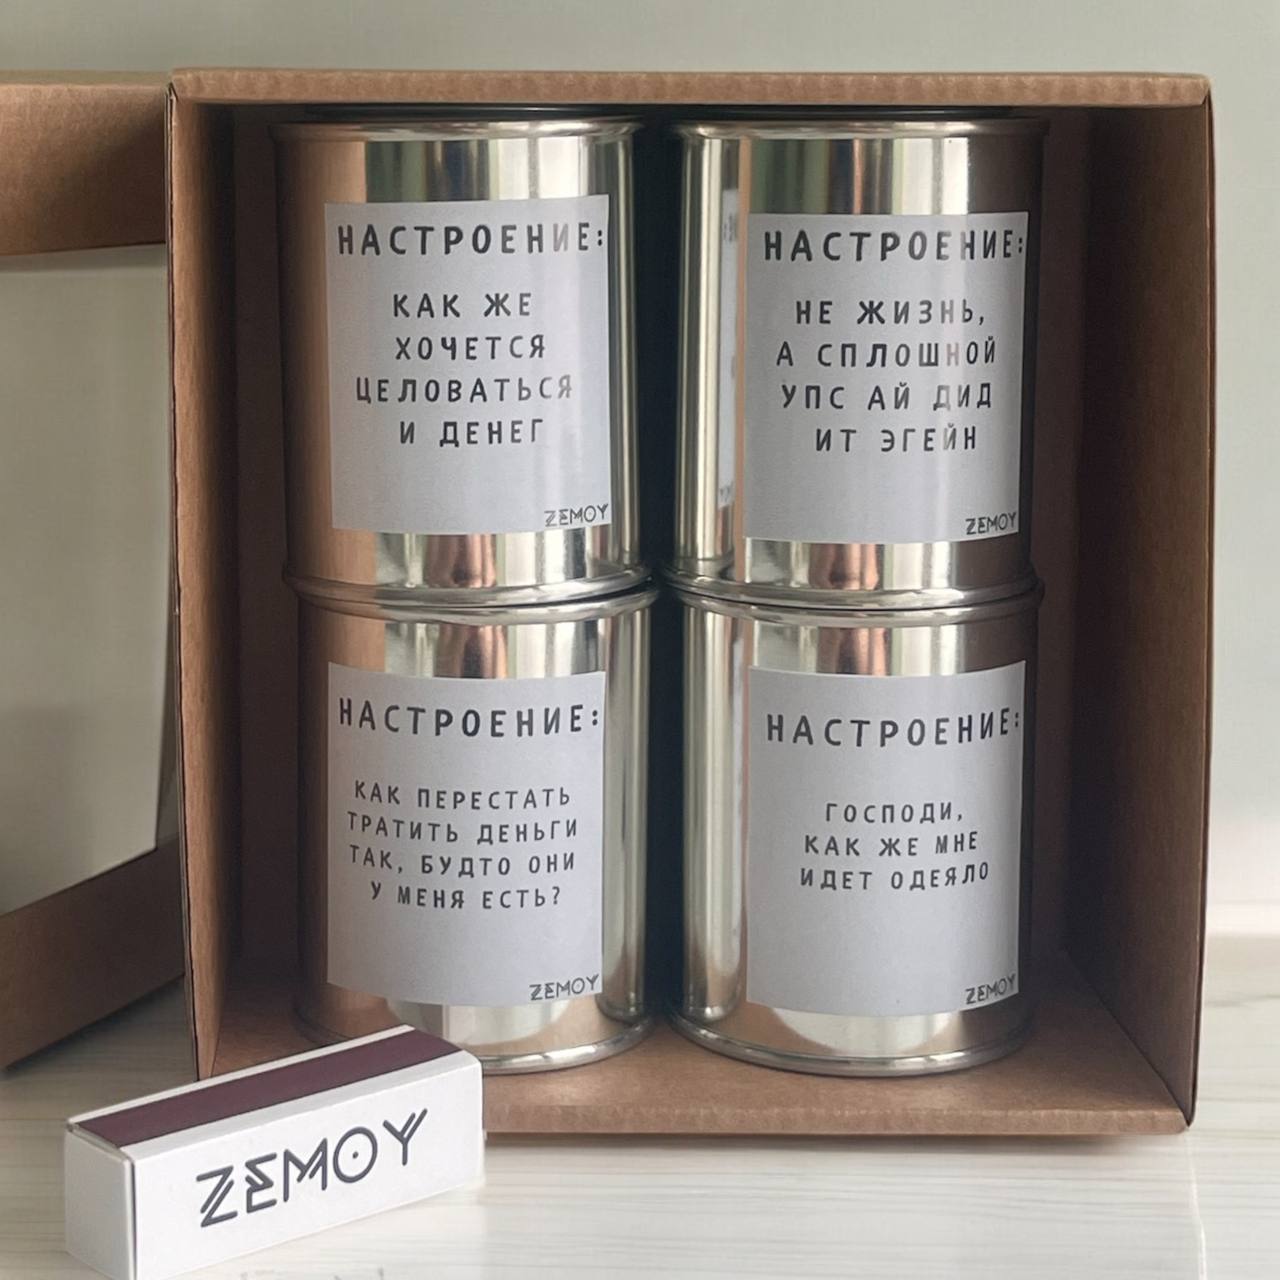 НАСТРОЕНИЕ:
КАК ЖЕ
ХОЧЕТСЯ
ЦЕЛОВАТЬСЯ
И ДЕНЕГ
ZEMOY
НАСТРОЕНИЕ:
НЕ ЖИЗНЬ,
А СПЛОШНОЙ
УПС АЙ ДИД
ИТ ЭГЕЙН
ZEMOY
НАСТРОЕНИЕ:
КАК ПЕРЕСТАТЬ
ТРАТИТЬ ДЕНЬГИ
ТАК, БУДТО ОНИ
У МЕНЯ ЕСТЬ?
ZEMOY
НАСТРОЕНИЕ:
ГОСПОДИ,
КАК ЖЕ МНЕ
ИДЕТ ОДЕЯЛО
ZEMOY
ZEMOY